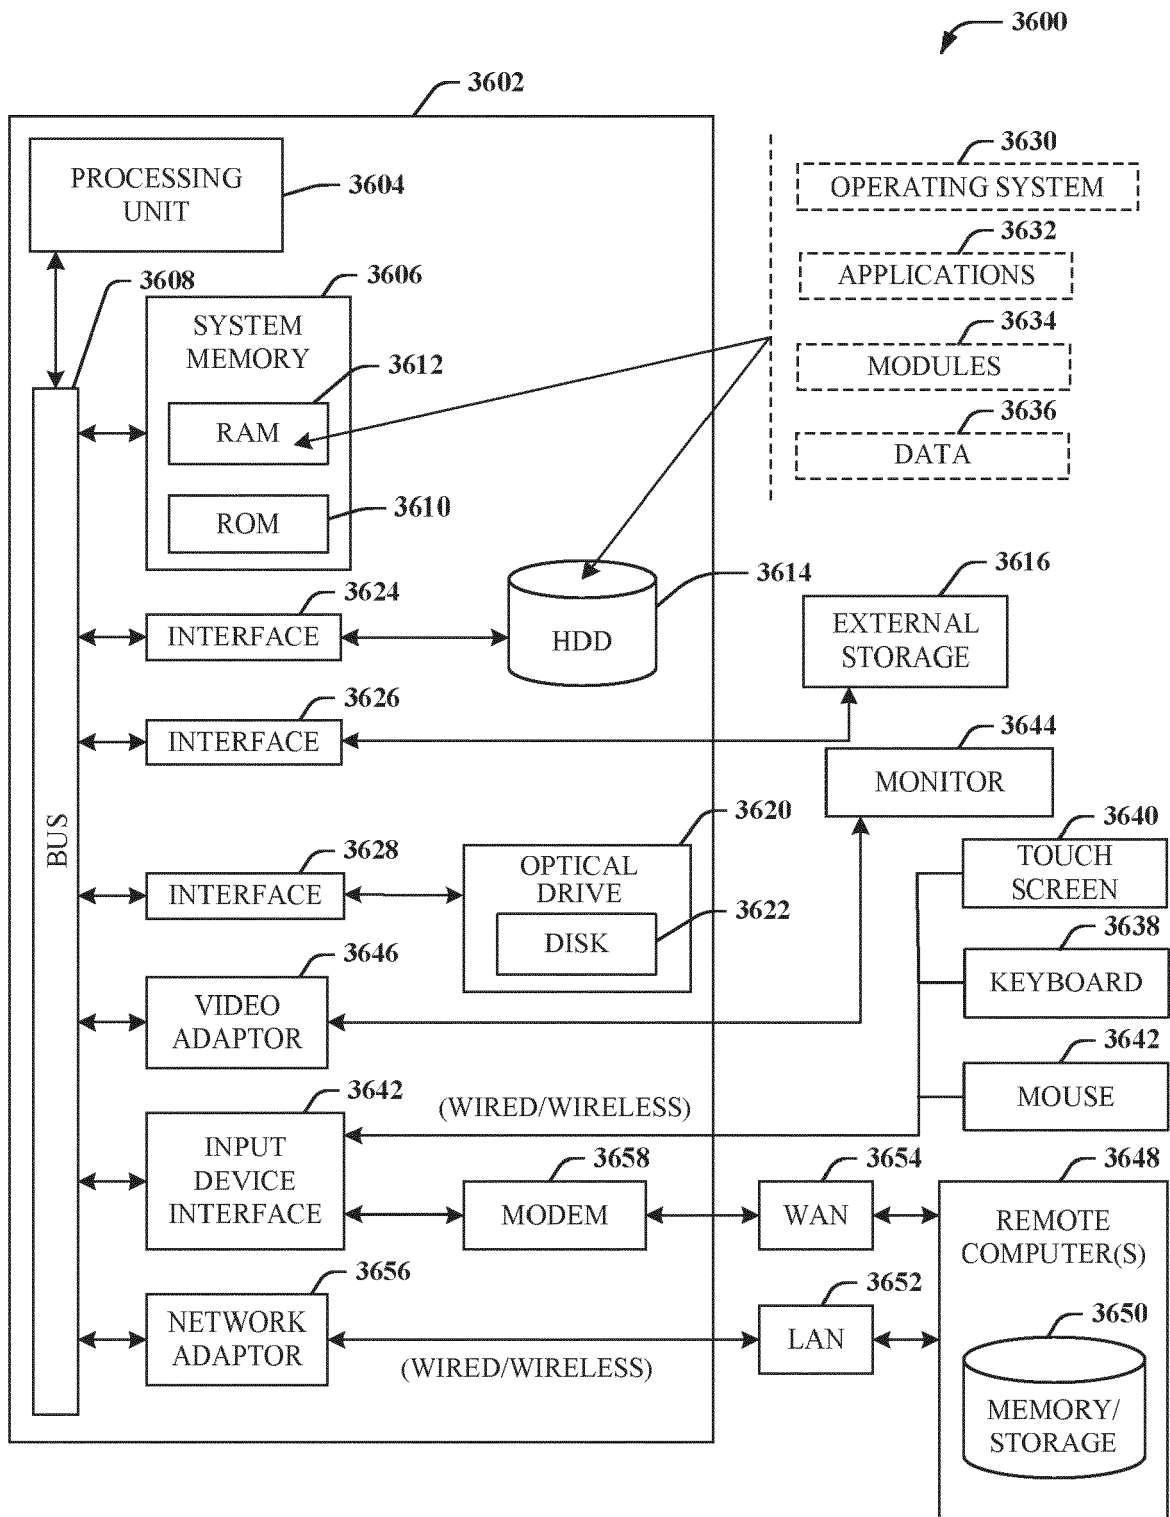 3600
3602
PROCESSING
UNIT
3604
3630
OPERATING SYSTEM
3632
APPLICATIONS
3634
MODULES
3636
DATA
3608
3606
SYSTEM
MEMORY
3612
RAM
3610
ROM
3624
INTERFACE
3614
HDD
3616
EXTERNAL
STORAGE
3626
INTERFACE
3644
MONITOR
BUS
3620
OPTICAL
DRIVE
3622
DISK
3628
INTERFACE
3640
TOUCH
SCREEN
3638
KEYBOARD
3642
MOUSE
3646
VIDEO
ADAPTOR
3642
INPUT
DEVICE
INTERFACE
(WIRED/WIRELESS)
3658
MODEM
3654
WAN
3648
REMOTE
COMPUTER(S)
3656
NETWORK
ADAPTOR
(WIRED/WIRELESS)
3652
LAN
3650
MEMORY/
STORAGE